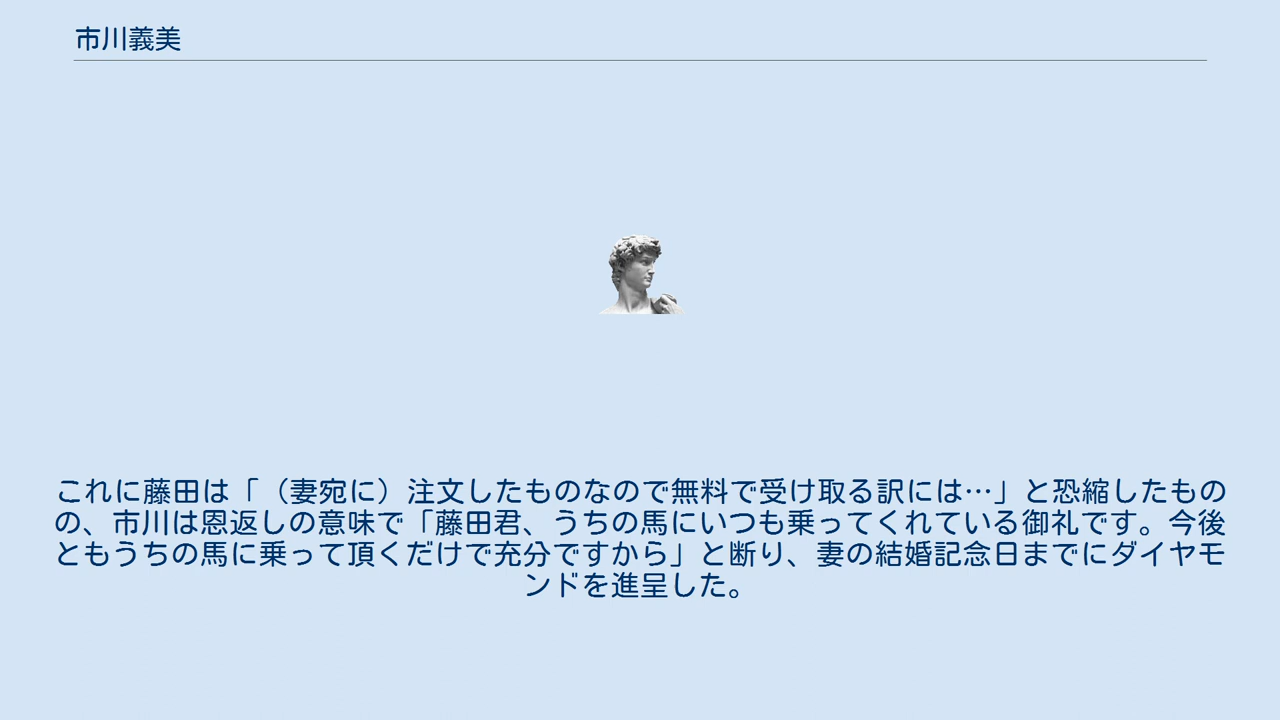 市川義美
これに藤田は「（妻宛に）注文したものなので無料で受け取る訳には…」と恐縮したもの
の、市川は恩返しの意味で「藤田君、うちの馬にいつも乗ってくれている御礼です。今後
ともうちの馬に乗って頂くだけで充分ですから」と断り、妻の結婚記念日までにダイヤモ
ンドを進呈した。